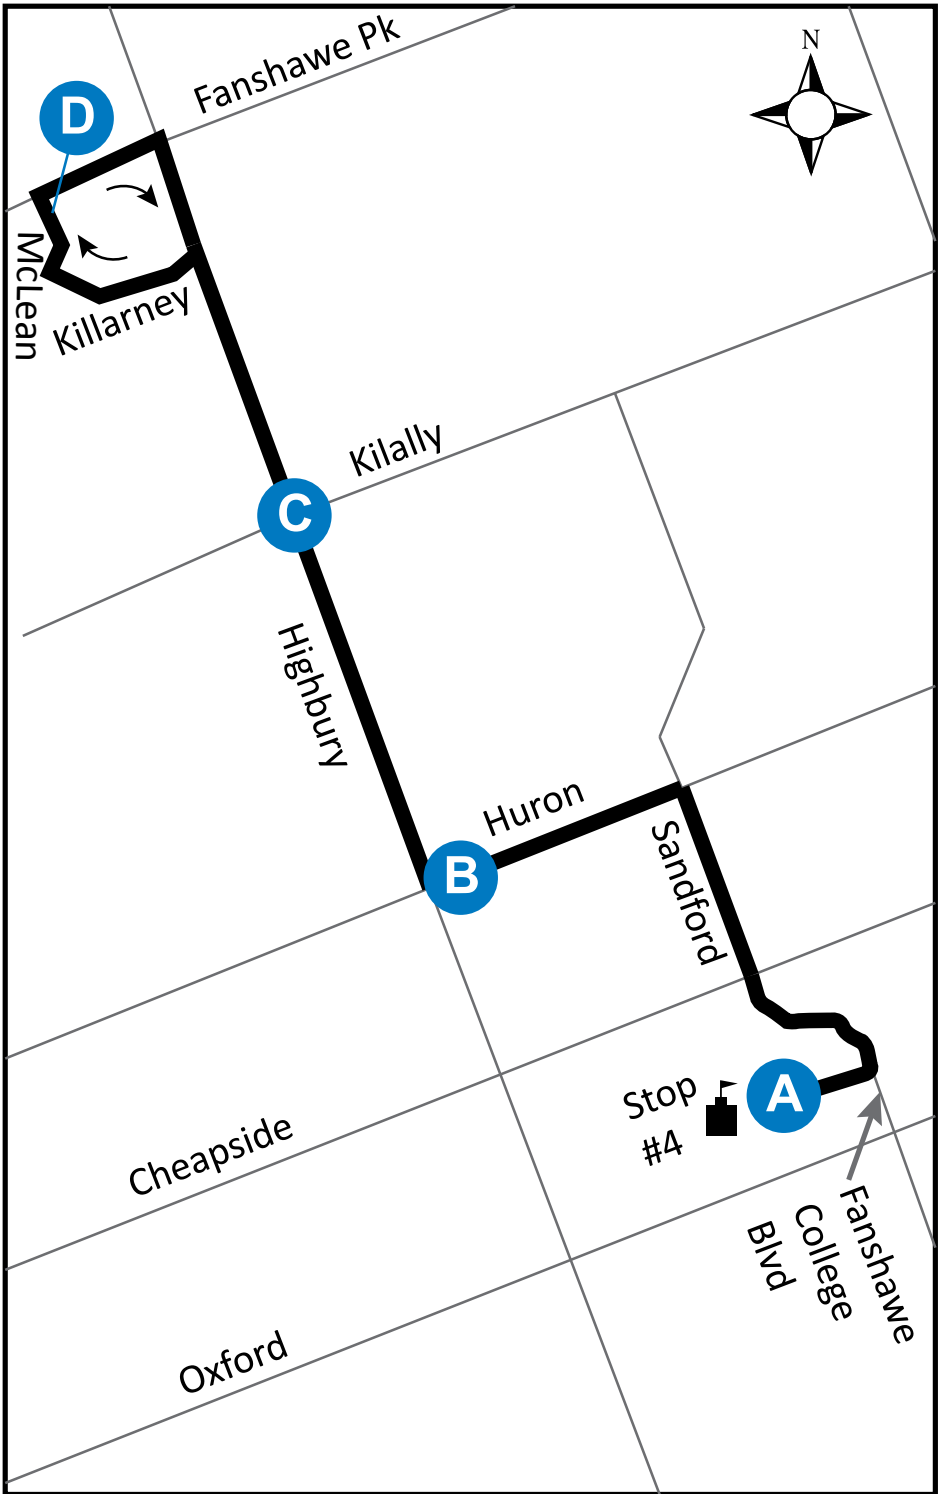 N
Fanshawe Pk
D
McLean
Killarney
Kilally
C
Highbury
Huron
B
Sandford
Stop
#4
A
Cheapside
Fanshawe
College
Blvd
Oxford